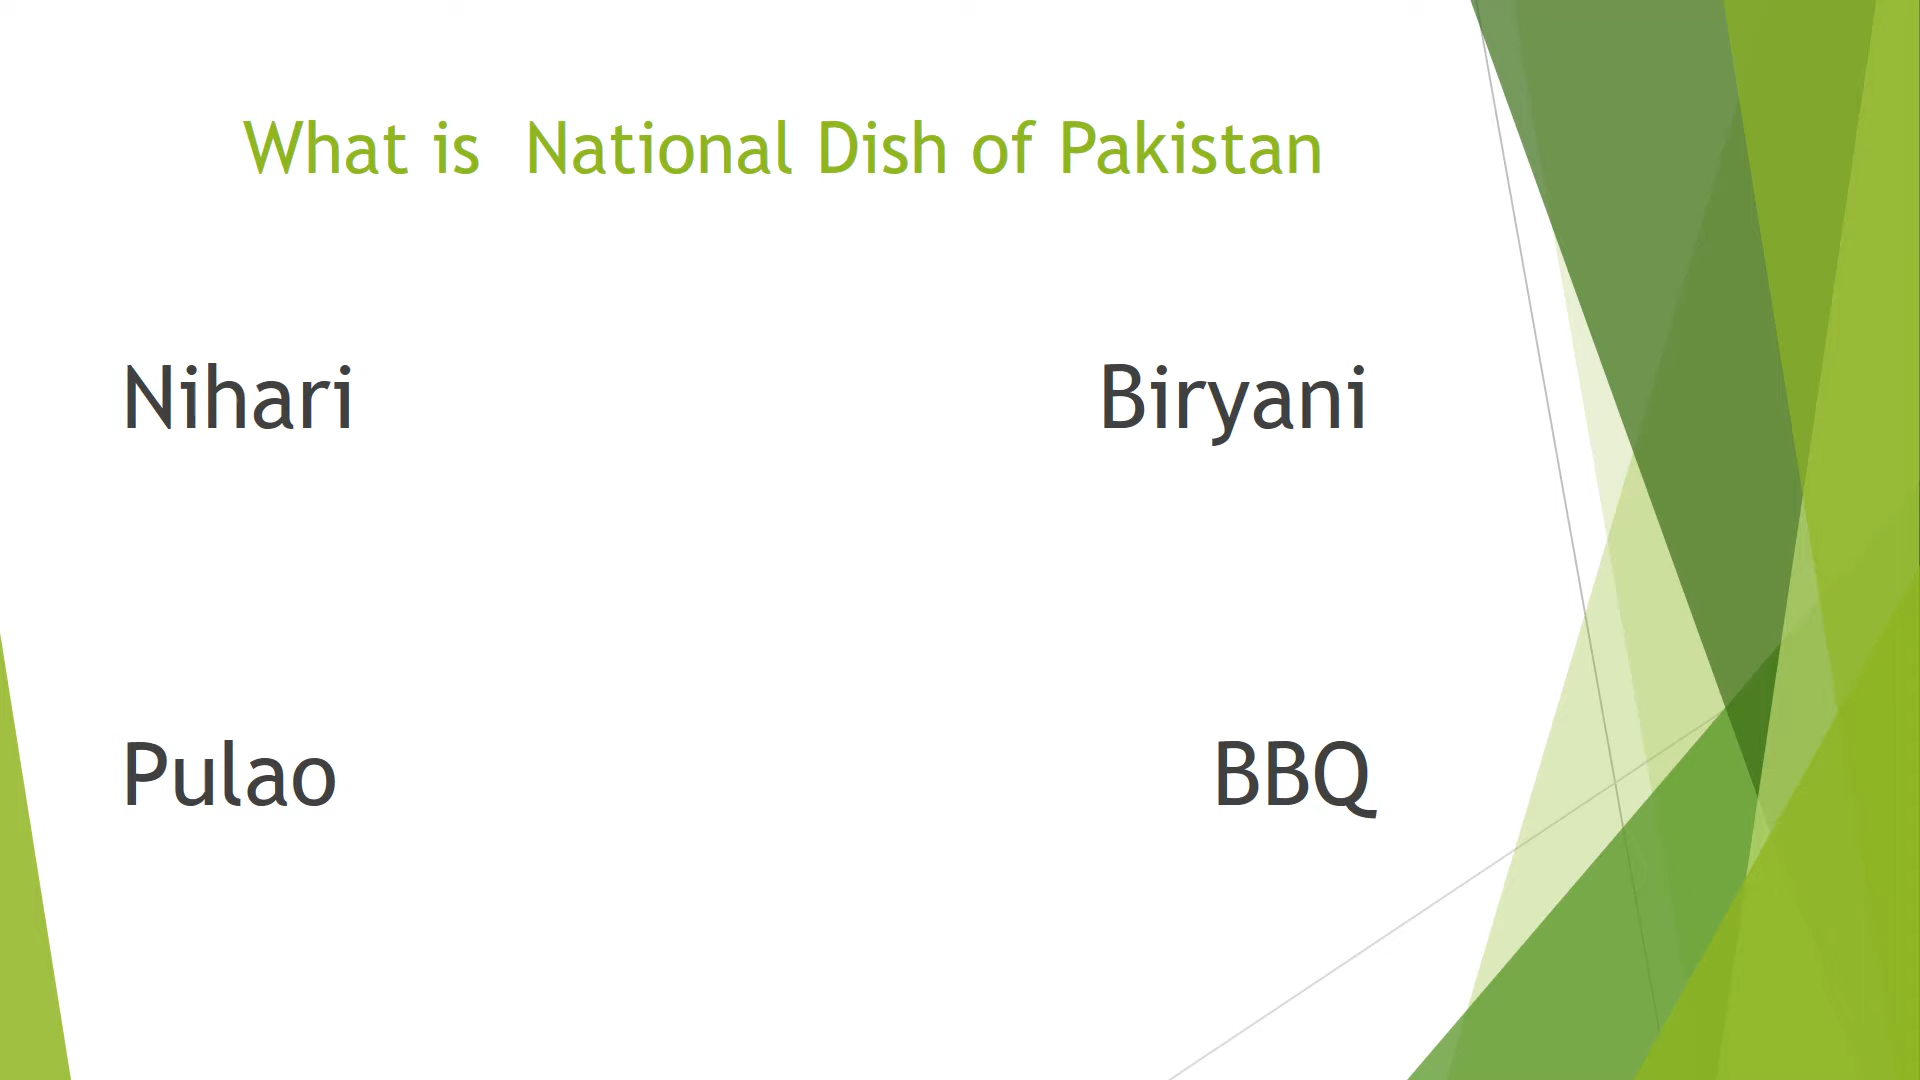 What is  National Dish of Pakistan
Nihari
Biryani
Pulao
BBQ